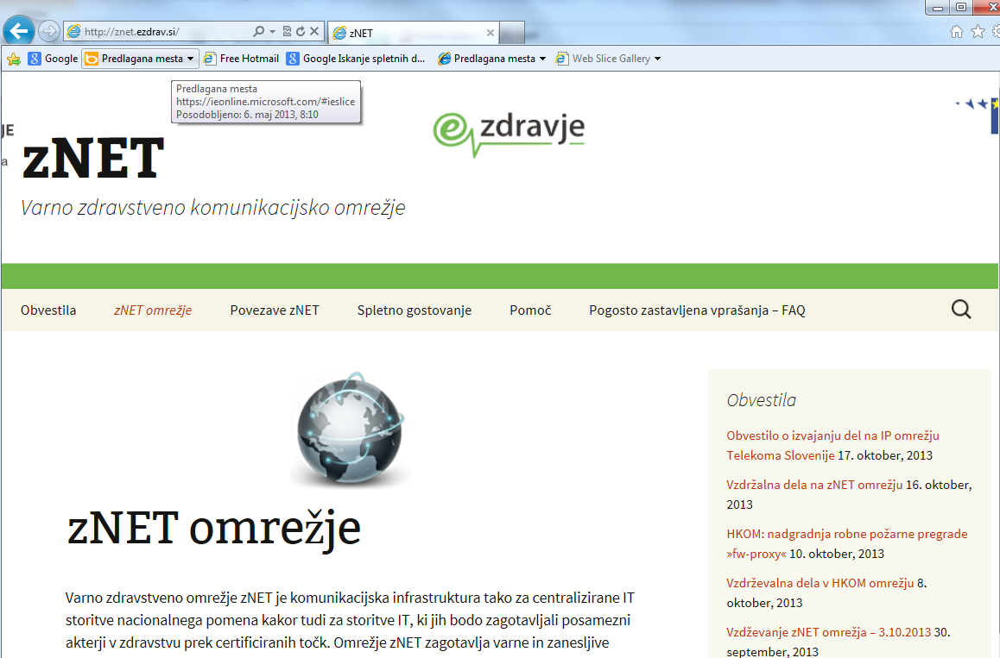 http://znet.ezdrav.si/
zNET
Google
Predlagana mesta
Free Hotmail
Google Iskanje spletnih d...
Predlagana mesta
Web Slice Gallery
Predlagana mesta
https://ieonline.microsoft.com/#ieslice
Posodobljeno: 6. maj 2013, 8:10
JE
a
zNET
Varno zdravstveno komunikacijsko omrežje
e zdravje
Obvestila
zNET omrežje
Povezave zNET
Spletno gostovanje
Pomoč
Pogosto zastavljena vprašanja – FAQ
zNET omrežje
Varno zdravstveno omrežje zNET je komunikacijska infrastruktura tako za centralizirane IT
storitve nacionalnega pomena kakor tudi za storitve IT, ki jih bodo zagotavljali posamezni
akterji v zdravstvu prek certificiranih točk. Omrežje zNET zagotavlja varne in zanesljive
Obvestila
Obvestilo o izvajanju del na IP omrežju
Telekoma Slovenije 17. oktober, 2013
Vzdržalna dela na zNET omrežju 16. oktober,
2013
HKOM: nadgradnja robne požarne pregrade
»fw-proxy« 10. oktober, 2013
Vzdrževalna dela v HKOM omrežju 8.
oktober, 2013
Vzdževanje zNET omrežja – 3.10.2013 30.
september, 2013